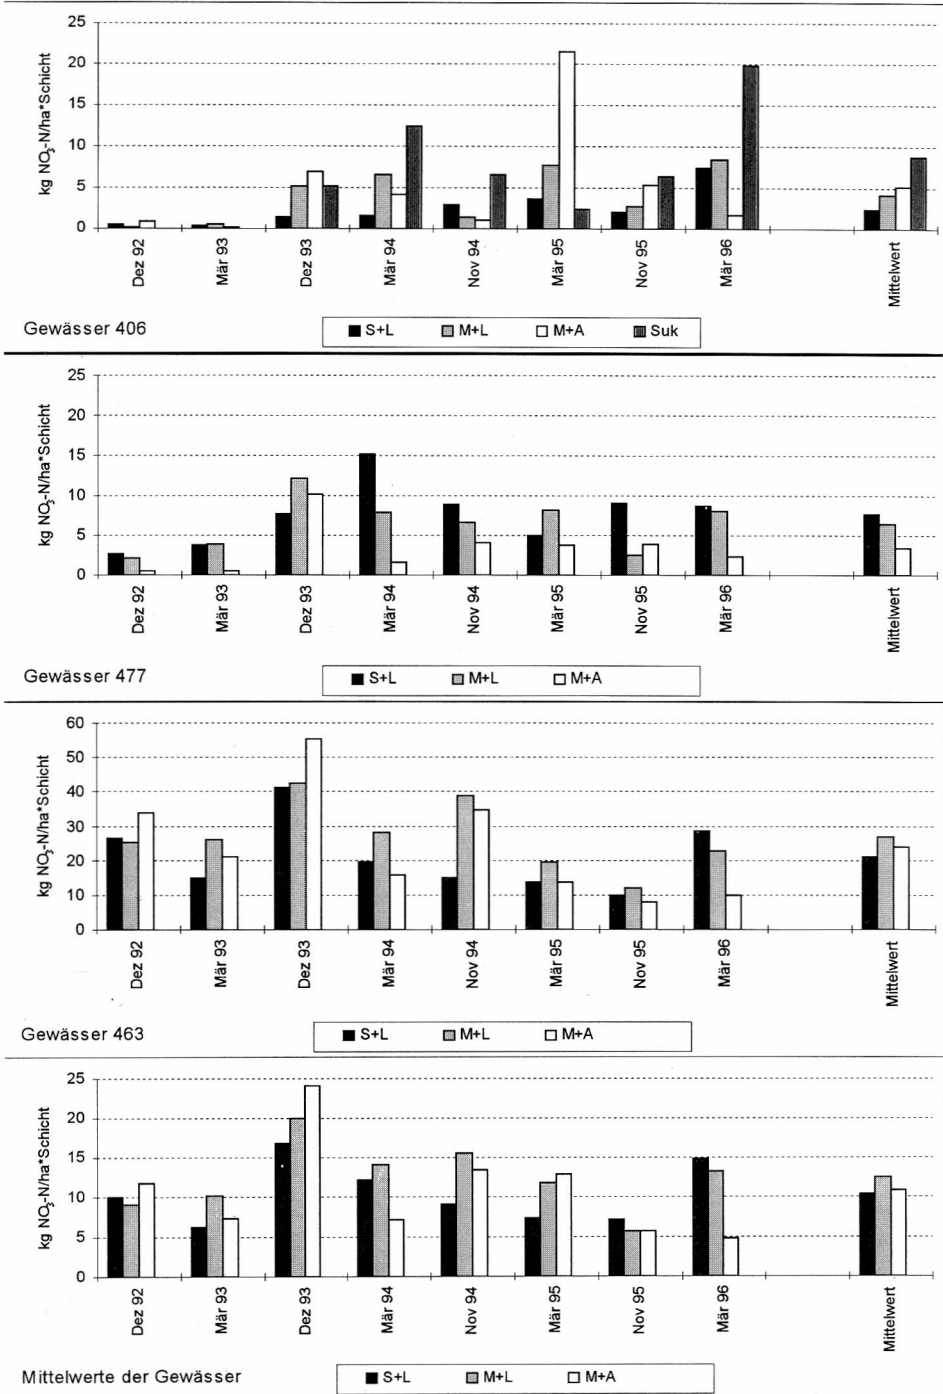 kg NO₃-N/ha*Schicht
25
20
15
10
5
0
Dez 92
Mär 93
Dez 93
Mär 94
Nov 94
Mär 95
Nov 95
Mär 96
Mittelwert
Gewässer 406
S+L M+L M+A Suk
kg NO₃-N/ha*Schicht
25
20
15
10
5
0
Dez 92
Mär 93
Dez 93
Mär 94
Nov 94
Mär 95
Nov 95
Mär 96
Mittelwert
Gewässer 477
S+L M+L M+A
kg NO₃-N/ha*Schicht
60
50
40
30
20
10
0
Dez 92
Mär 93
Dez 93
Mär 94
Nov 94
Mär 95
Nov 95
Mär 96
Mittelwert
Gewässer 463
S+L M+L M+A
kg NO₃-N/ha*Schicht
25
20
15
10
5
0
Dez 92
Mär 93
Dez 93
Mär 94
Nov 94
Mär 95
Nov 95
Mär 96
Mittelwert
Mittelwerte der Gewässer
S+L M+L M+A